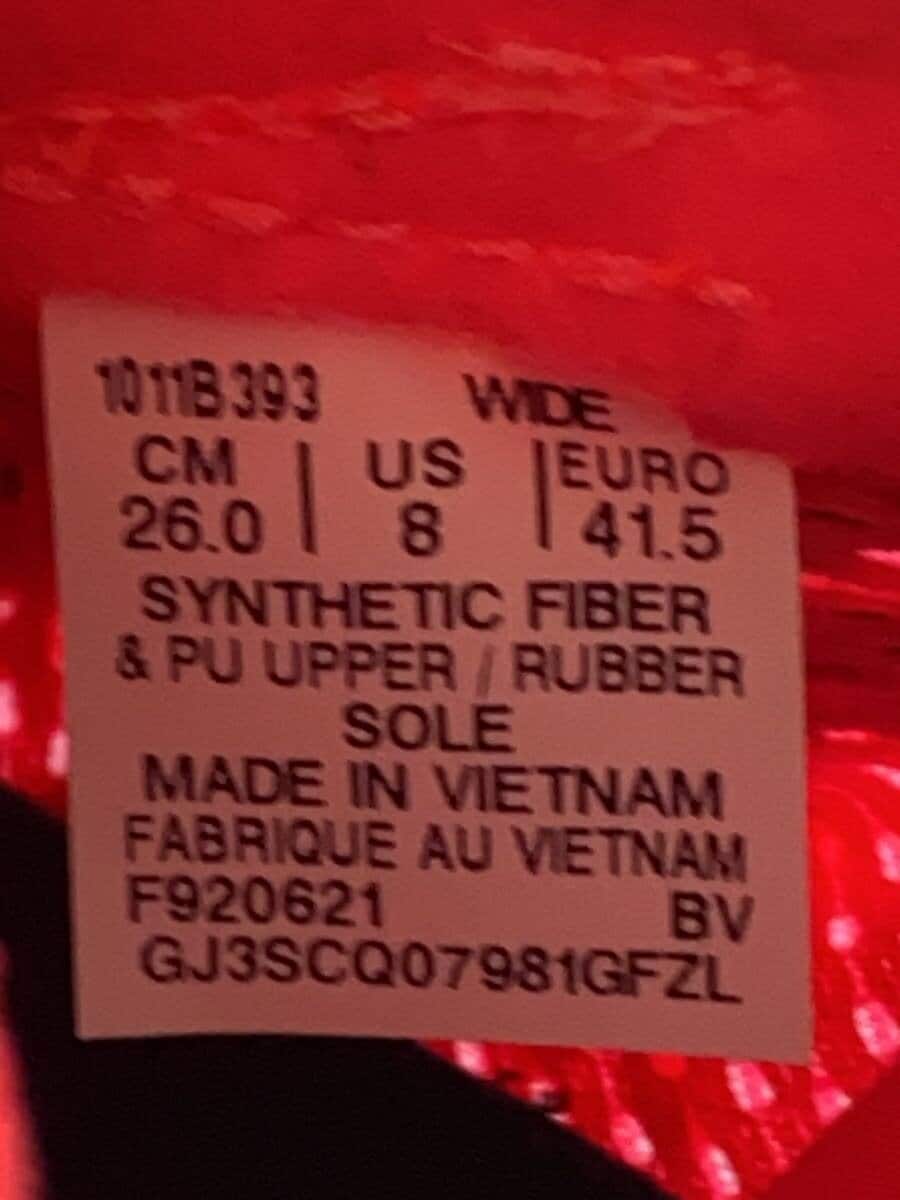 1011B393 WIDE
CM | US | EURO
26.0 | 8 | 41.5
SYNTHETIC FIBER
& PU UPPER / RUBBER
SOLE
MADE IN VIETNAM
FABRIQUE AU VIETNAM
F920621 BV
GJ3SCQ07981GFZL